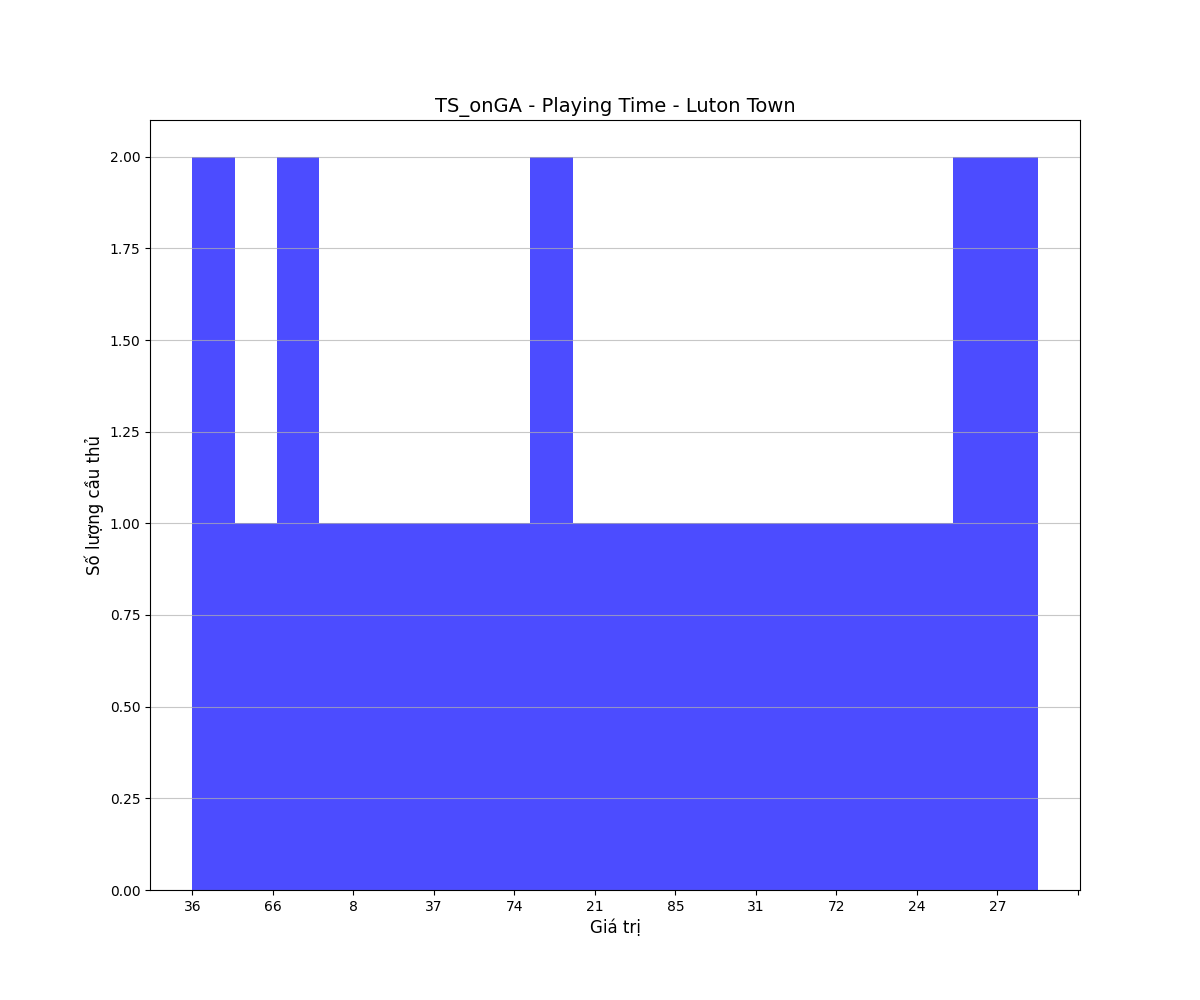 TS_onGA - Playing Time - Luton Town
Số lượng cầu thủ
2.00
1.75
1.50
1.25
1.00
0.75
0.50
0.25
0.00
36 66 8 37 74 21 85 31 72 24 27
Giá trị